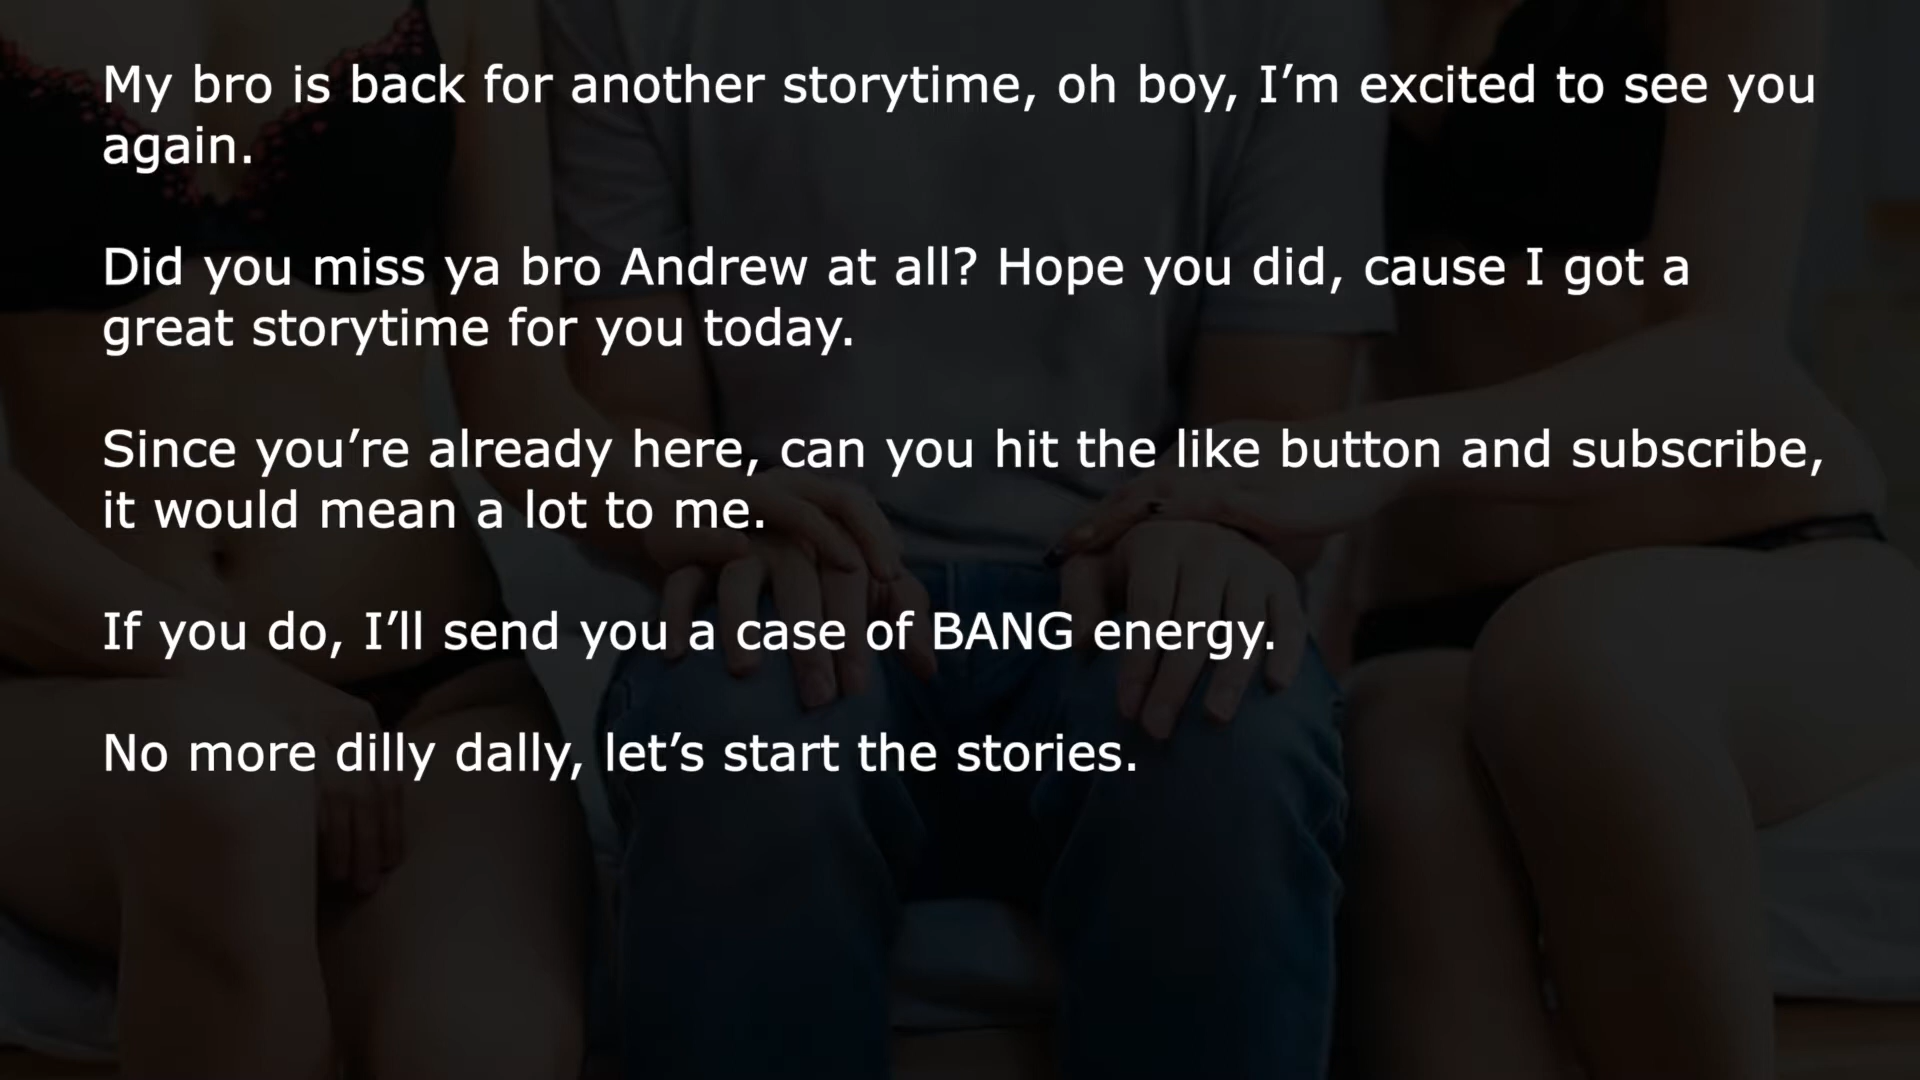 My bro is back for another storytime, oh boy, I’m excited to see you
again.
Did you miss ya bro Andrew at all? Hope you did, cause I got a
great storytime for you today.
Since you’re already here, can you hit the like button and subscribe,
it would mean a lot to me.
If you do, I’ll send you a case of BANG energy.
No more dilly dally, let’s start the stories.